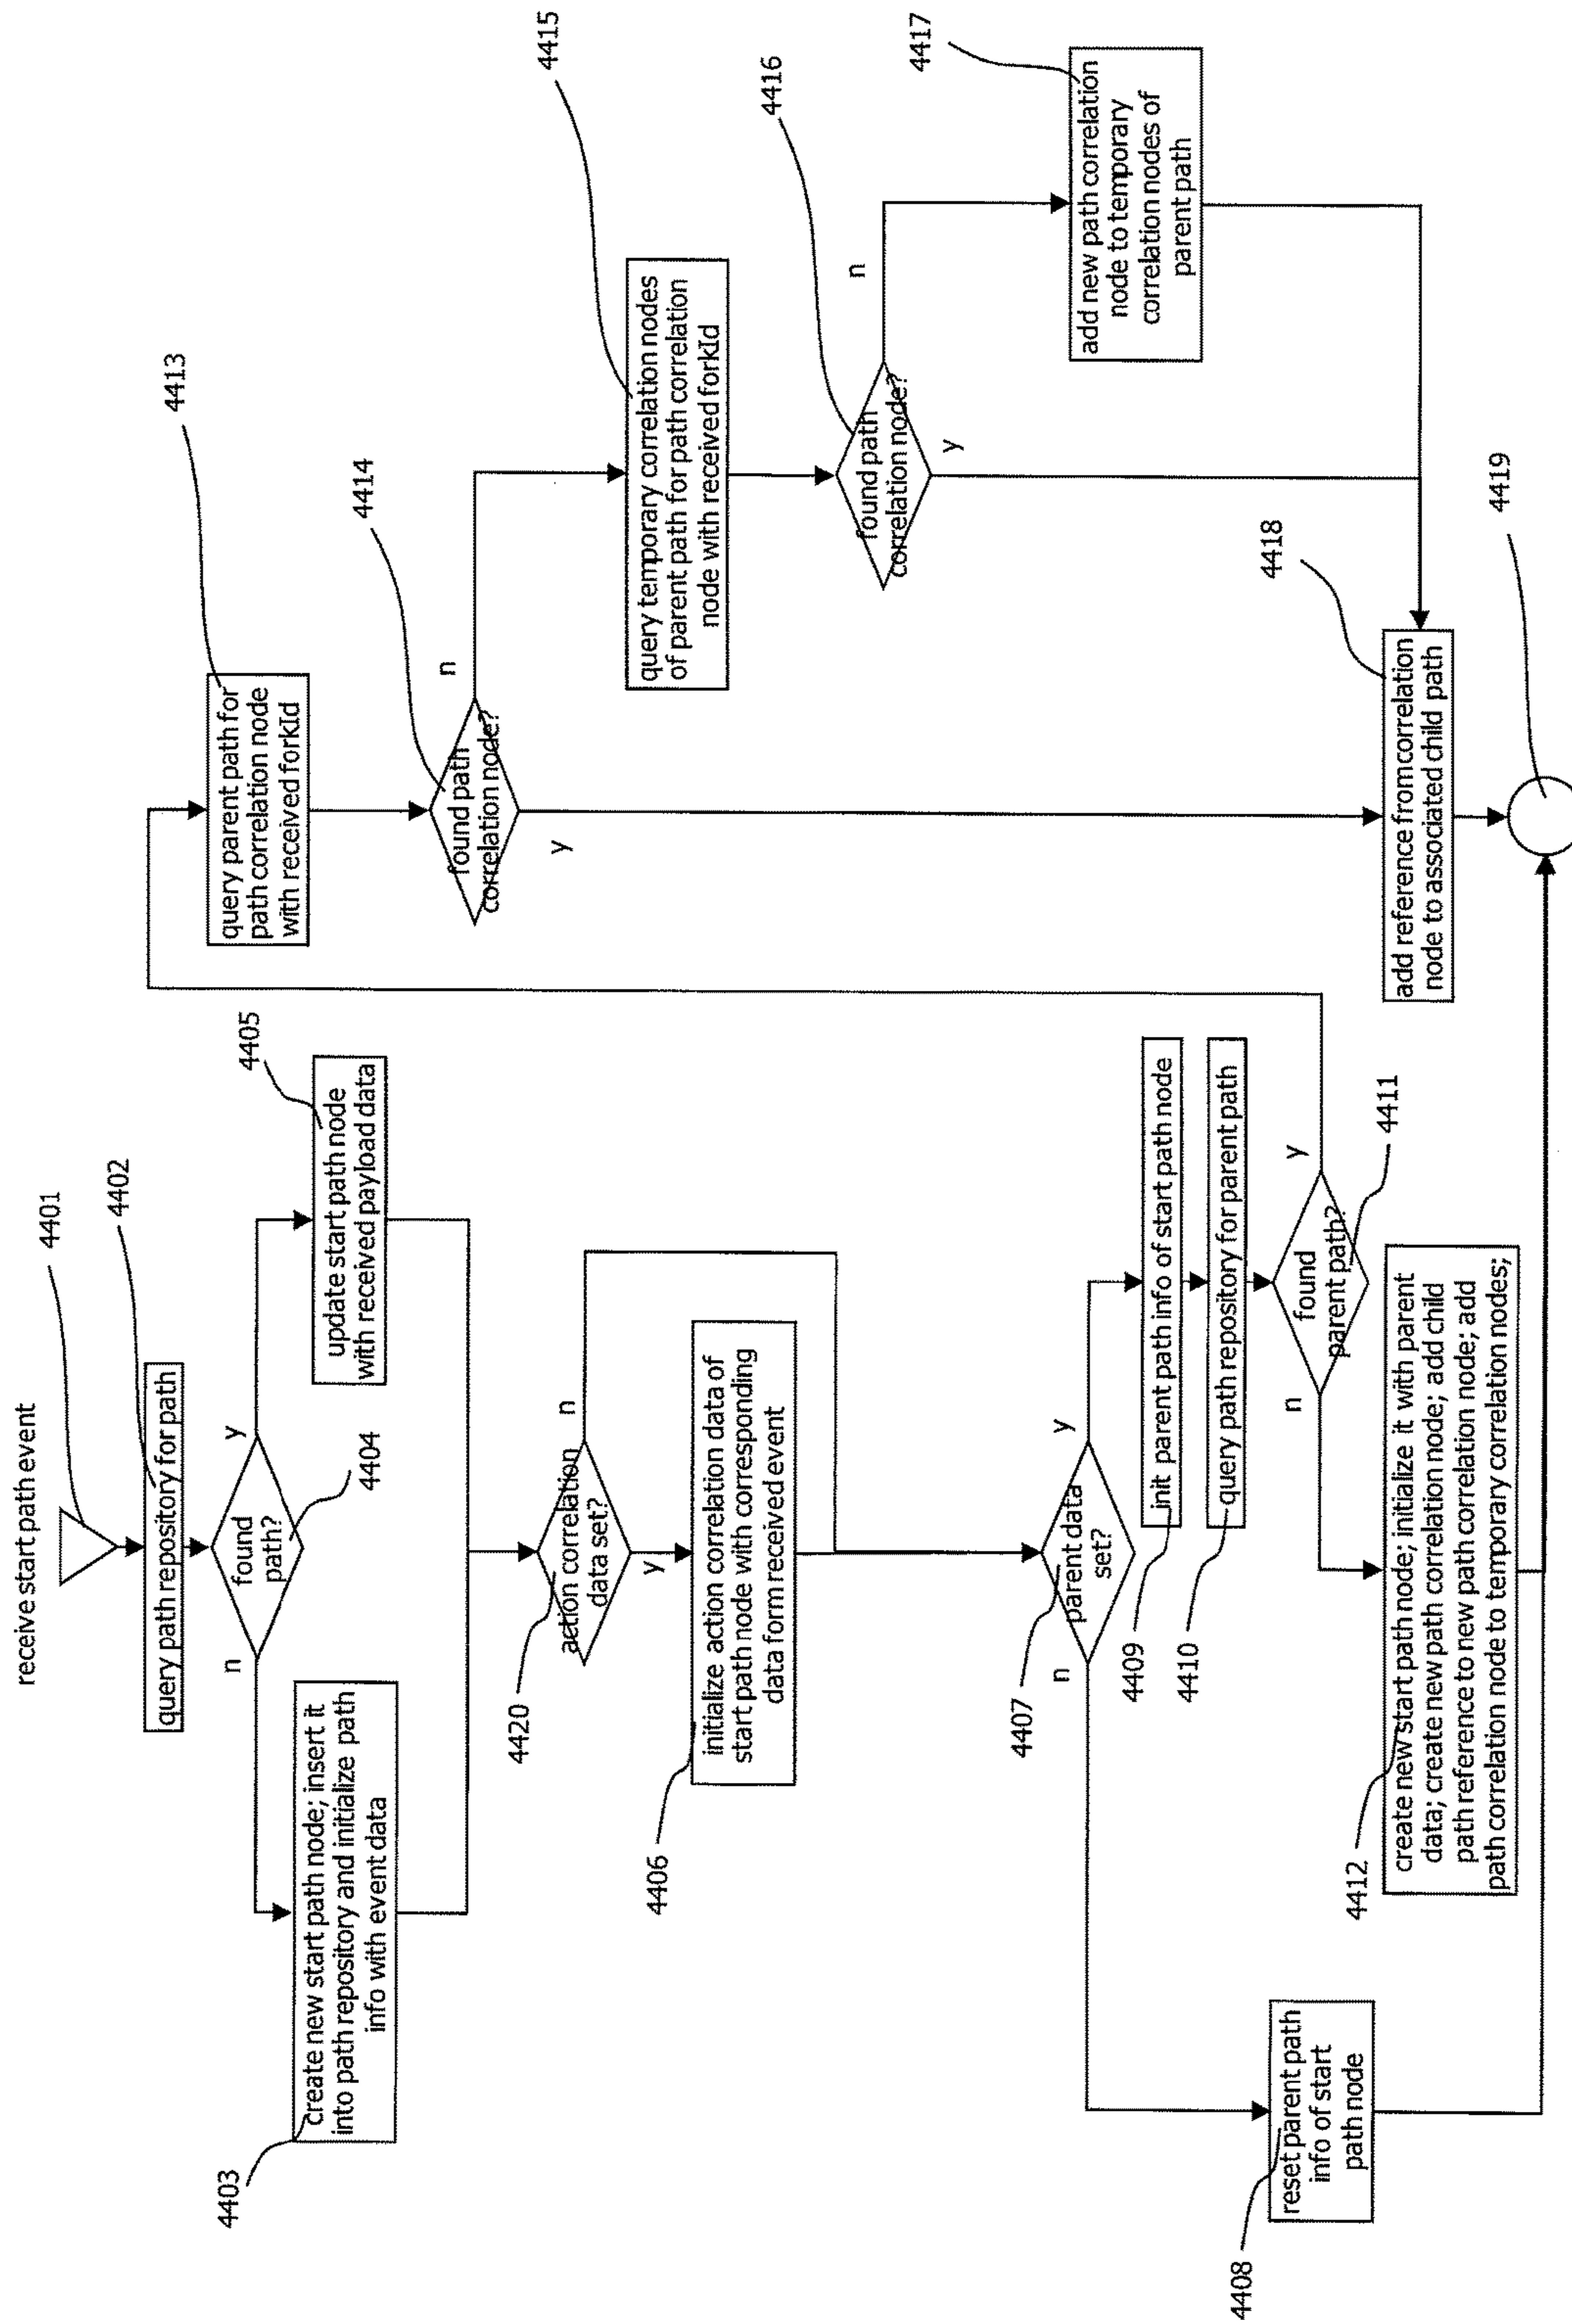 receive start path event
4401
query path repository for path
4402
found
path?
4404
n
y
create new start path node; insert it
into path repository and initialize path
info with event data
4403
update start path node
with received payload data
4405
action correlation
data set?
4420
n
y
initialize action correlation data of
start path node with corresponding
data form received event
4406
parent data
set?
4407
n
y
reset parent path
info of start
path node
4408
init parent path info of start path node
4409
query path repository for parent path
4410
found
parent path?
4411
n
y
create new start path node; initialize it with parent
data; create new path correlation node; add child
path reference to new path correlation node; add
path correlation node to temporary correlation nodes;
4412
query parent path for
path correlation node
with received forkId
4413
found path
correlation node?
4414
n
y
query temporary correlation nodes
of parent path for path correlation
node with received forkId
4415
found path
correlation node?
4416
n
y
add new path correlation
node to temporary
correlation nodes of
parent path
4417
add reference from correlation
node to associated child path
4418
4419